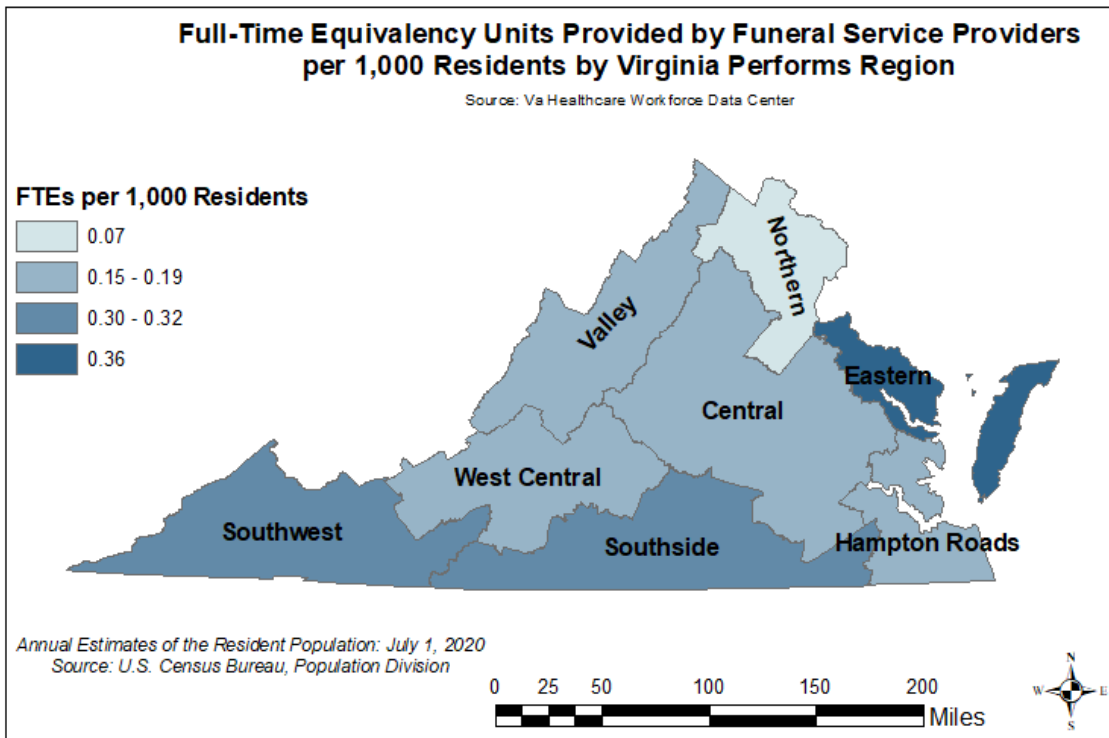 Full-Time Equivalency Units Provided by Funeral Service Providers
per 1,000 Residents by Virginia Performs Region
Source: Va Healthcare Workforce Data Center
FTEs per 1,000 Residents
0.07
0.15 - 0.19
0.30 - 0.32
0.36
Northern
Valley
Eastern
Central
West Central
Southwest
Southside
Hampton Roads
Annual Estimates of the Resident Population: July 1, 2020
Source: U.S. Census Bureau, Population Division
0 25 50 100 150 200
Miles
N
W E
S